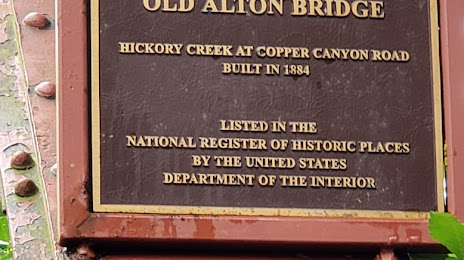 OLD ALTON BRIDGE
HICKORY CREEK AT COPPER CANYON ROAD
BUILT IN 1884
LISTED IN THE
NATIONAL REGISTER OF HISTORIC PLACES
BY THE UNITED STATES
DEPARTMENT OF THE INTERIOR